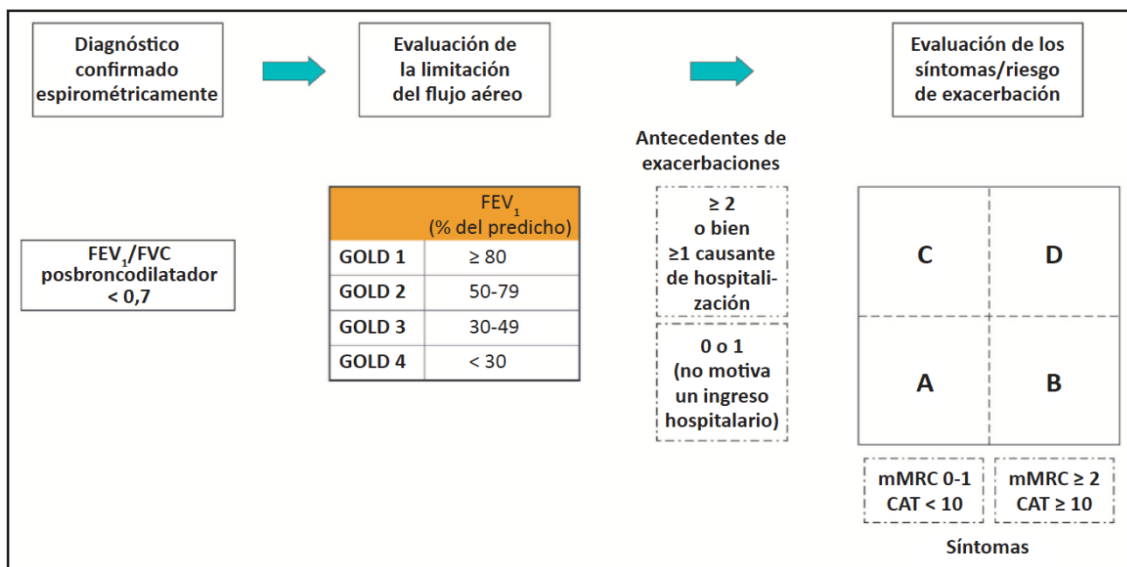 Diagnóstico
confirmado
espirométricamente
Evaluación de
la limitación
del flujo aéreo
Evaluación de los
síntomas/riesgo
de exacerbación
FEV1/FVC
posbroncodilatador
< 0,7
FEV1
(% del predicho)
GOLD 1 ≥ 80
GOLD 2 50-79
GOLD 3 30-49
GOLD 4 < 30
Antecedentes de
exacerbaciones
≥ 2
o bien
≥1 causante
de hospitali-
zación
0 o 1
(no motiva
un ingreso
hospitalario)
C D
A B
mMRC 0-1
CAT < 10
mMRC ≥ 2
CAT ≥ 10
Síntomas